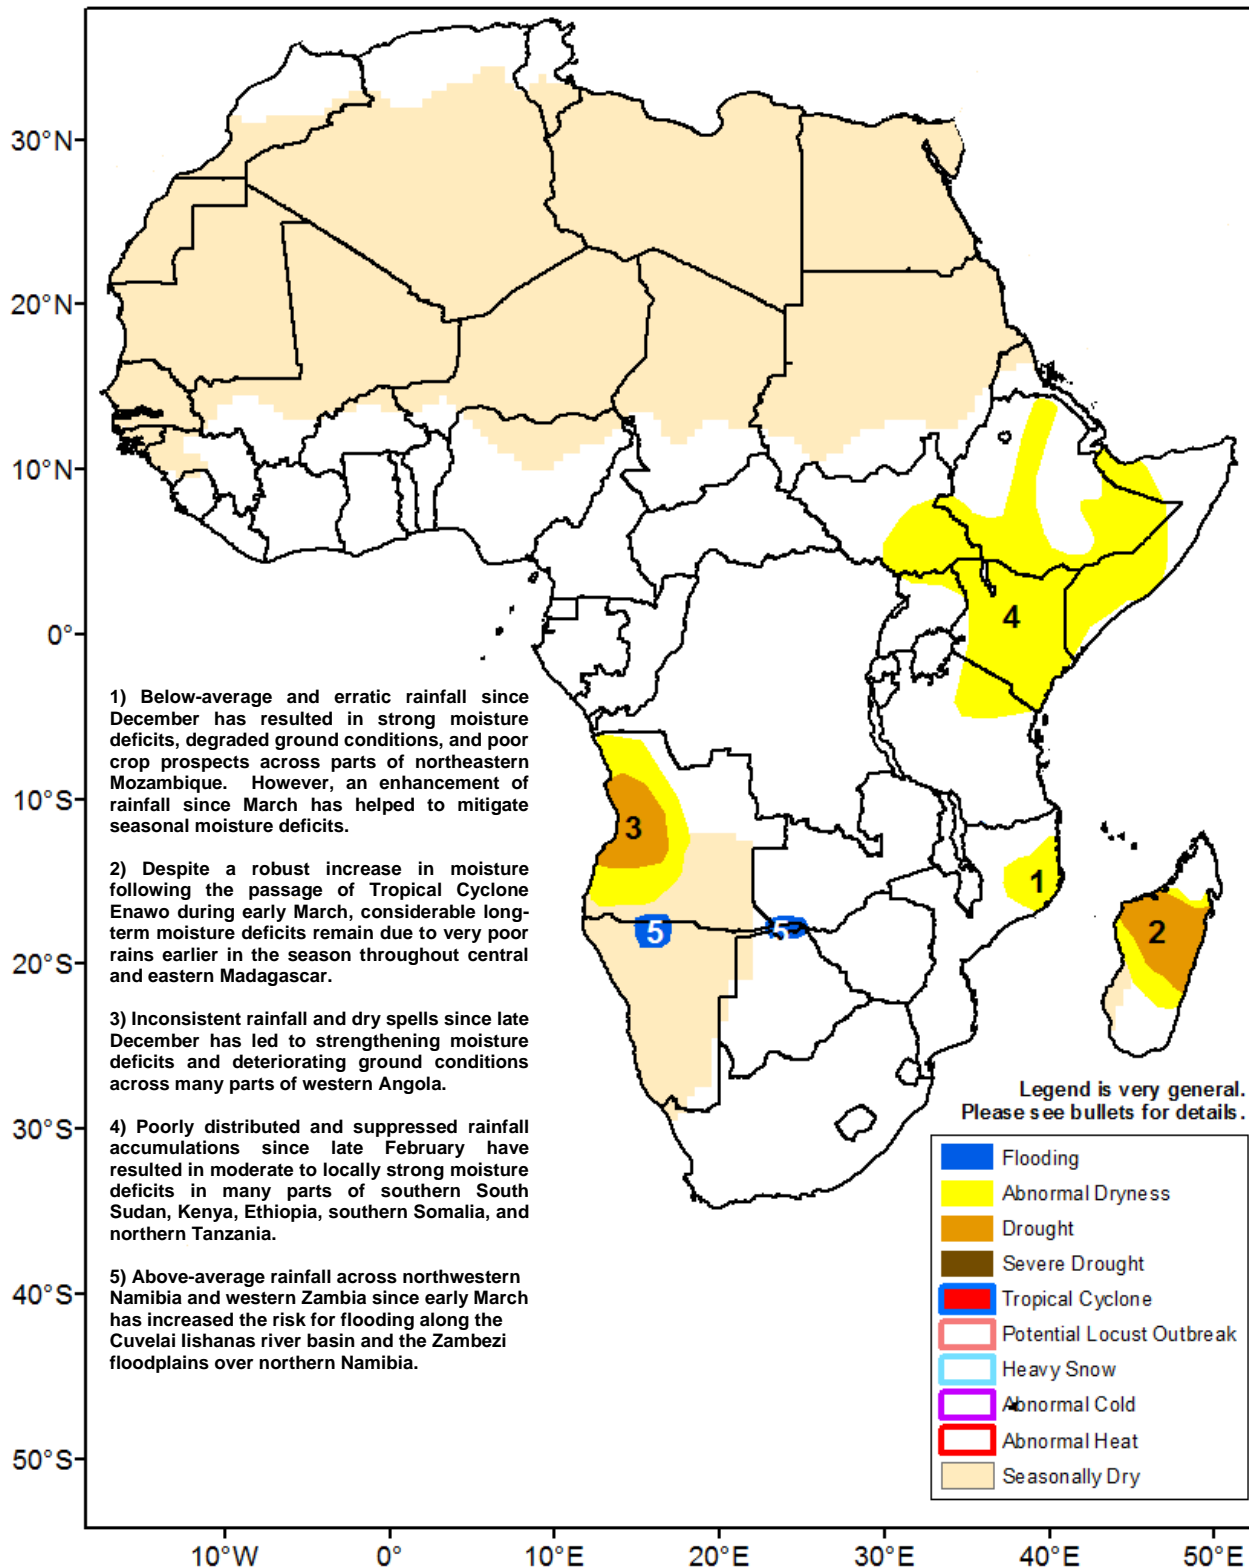 30°N
20°N
10°N
0°
10°S
20°S
30°S
40°S
50°S
10°W
0°
10°E
20°E
30°E
40°E
50°E
4
3
1
2
5
5
1) Below-average and erratic rainfall since
December has resulted in strong moisture
deficits, degraded ground conditions, and poor
crop prospects across parts of northeastern
Mozambique. However, an enhancement of
rainfall since March has helped to mitigate
seasonal moisture deficits.
2) Despite a robust increase in moisture
following the passage of Tropical Cyclone
Enawo during early March, considerable long-
term moisture deficits remain due to very poor
rains earlier in the season throughout central
and eastern Madagascar.
3) Inconsistent rainfall and dry spells since late
December has led to strengthening moisture
deficits and deteriorating ground conditions
across many parts of western Angola.
4) Poorly distributed and suppressed rainfall
accumulations since late February have
resulted in moderate to locally strong moisture
deficits in many parts of southern South
Sudan, Kenya, Ethiopia, southern Somalia, and
northern Tanzania.
5) Above-average rainfall across northwestern
Namibia and western Zambia since early March
has increased the risk for flooding along the
Cuvelai Iishanas river basin and the Zambezi
floodplains over northern Namibia.
Legend is very general.
Please see bullets for details.
Flooding
Abnormal Dryness
Drought
Severe Drought
Tropical Cyclone
Potential Locust Outbreak
Heavy Snow
Abnormal Cold
Abnormal Heat
Seasonally Dry